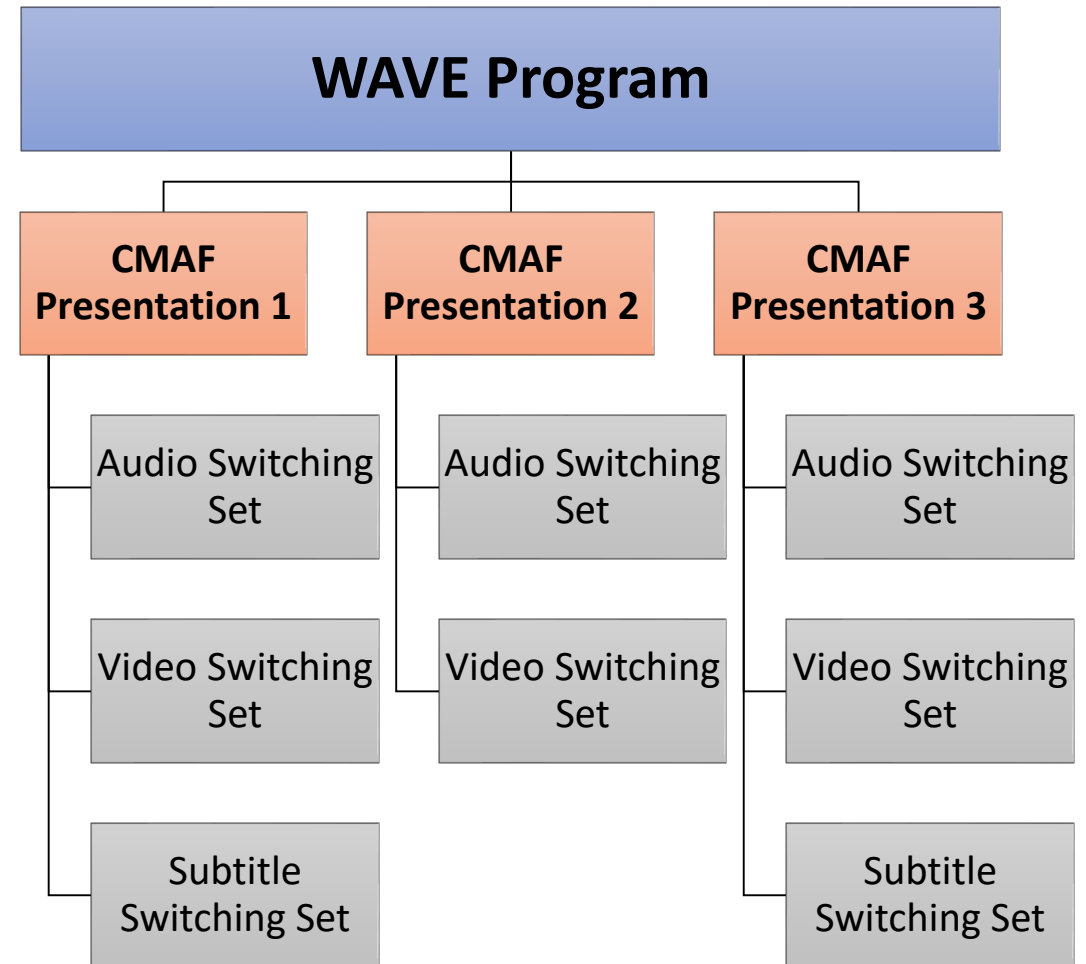 WAVE Program
CMAF
Presentation 1
CMAF
Presentation 2
CMAF
Presentation 3
Audio Switching
Set
Audio Switching
Set
Audio Switching
Set
Video Switching
Set
Video Switching
Set
Video Switching
Set
Subtitle
Switching Set
Subtitle
Switching Set